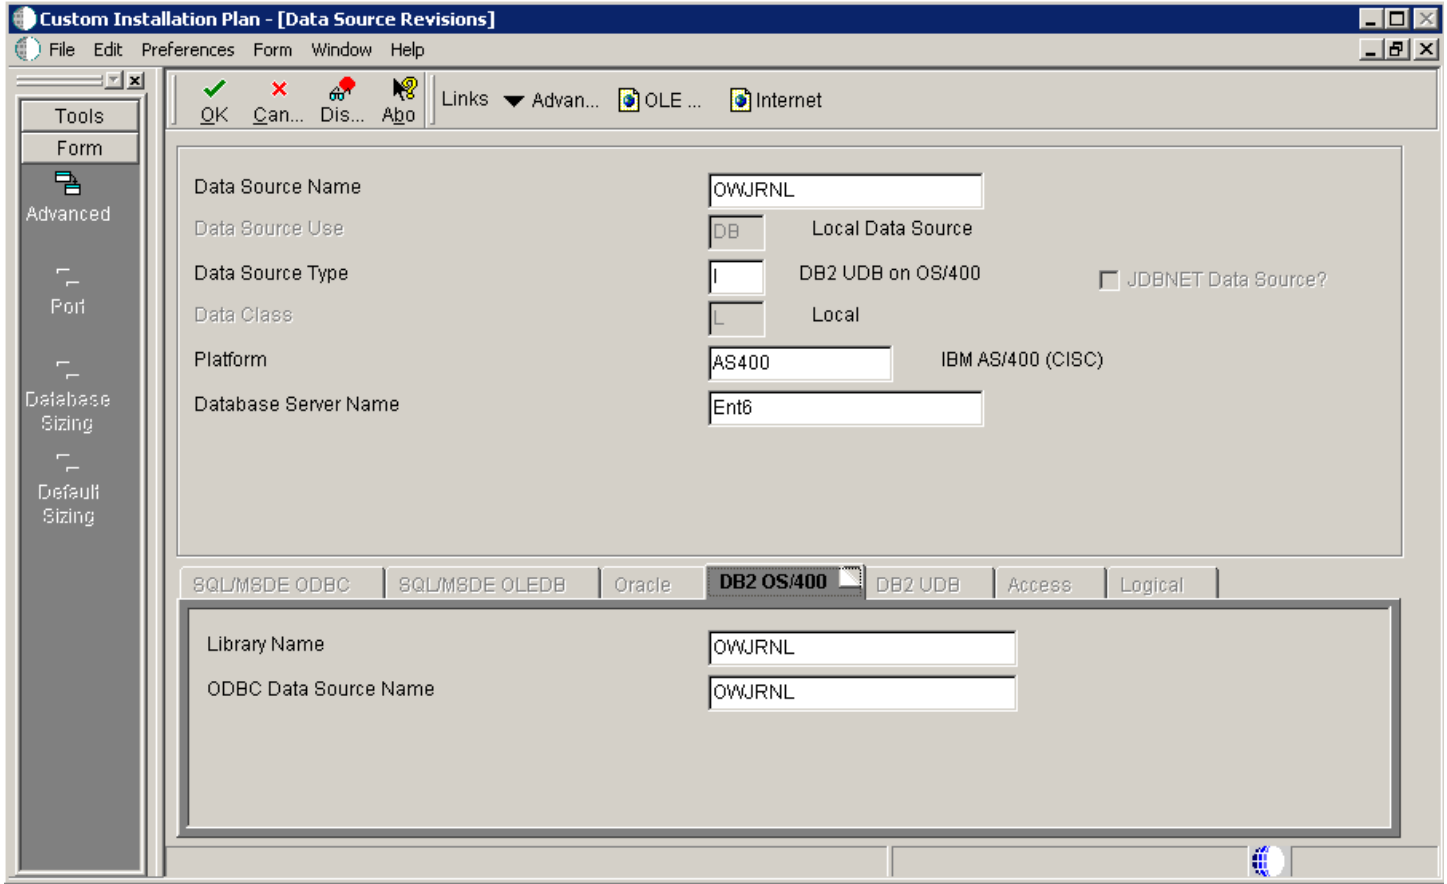 Custom Installation Plan - [Data Source Revisions]
File Edit Preferences Form Window Help
OK Can... Dis... Abo Links Advan... OLE ... Internet
Tools
Form
Advanced
Port
Database
Sizing
Default
Sizing
Data Source Name OWJRNL
Data Source Use DB Local Data Source
Data Source Type I DB2 UDB on OS/400 JDBNET Data Source?
Data Class L Local
Platform AS400 IBM AS/400 (CISC)
Database Server Name Ent6
SQL/MSDE ODBC SQL/MSDE OLEDB Oracle DB2 OS/400 DB2 UDB Access Logical
Library Name OWJRNL
ODBC Data Source Name OWJRNL